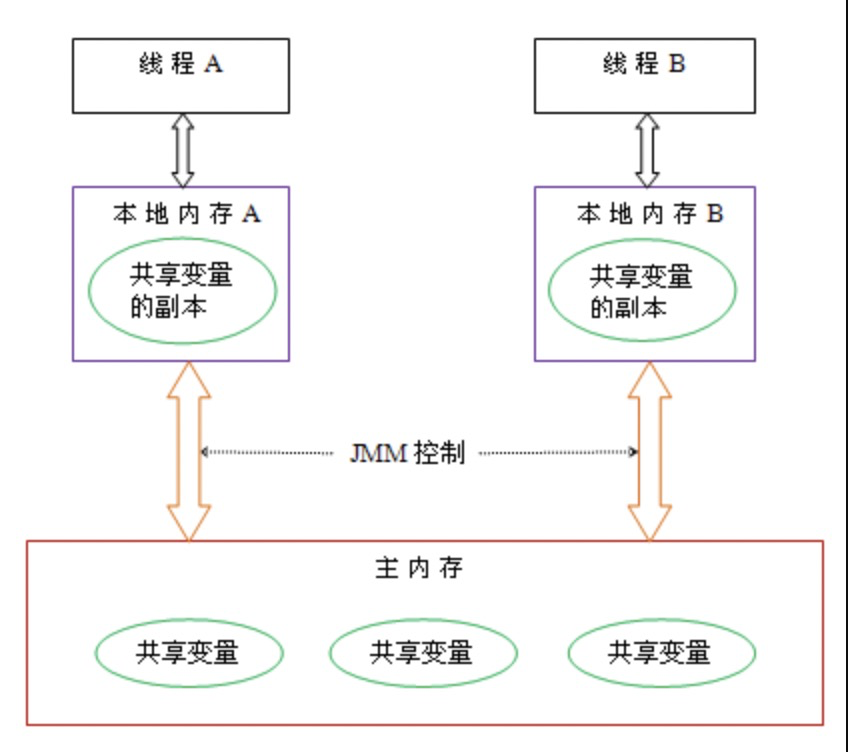 线程 A
线程 B
本地内存 A
本地内存 B
共享变量
的副本
共享变量
的副本
JMM 控制
主内存
共享变量
共享变量
共享变量